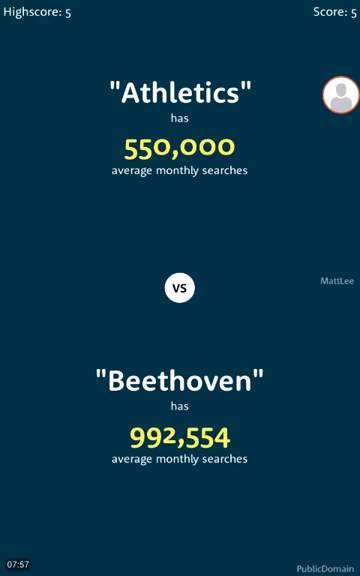 Highscore: 5
Score: 5
"Athletics"
has
550,000
average monthly searches
VS
MattLee
"Beethoven"
has
992,554
average monthly searches
07:57
PublicDomain